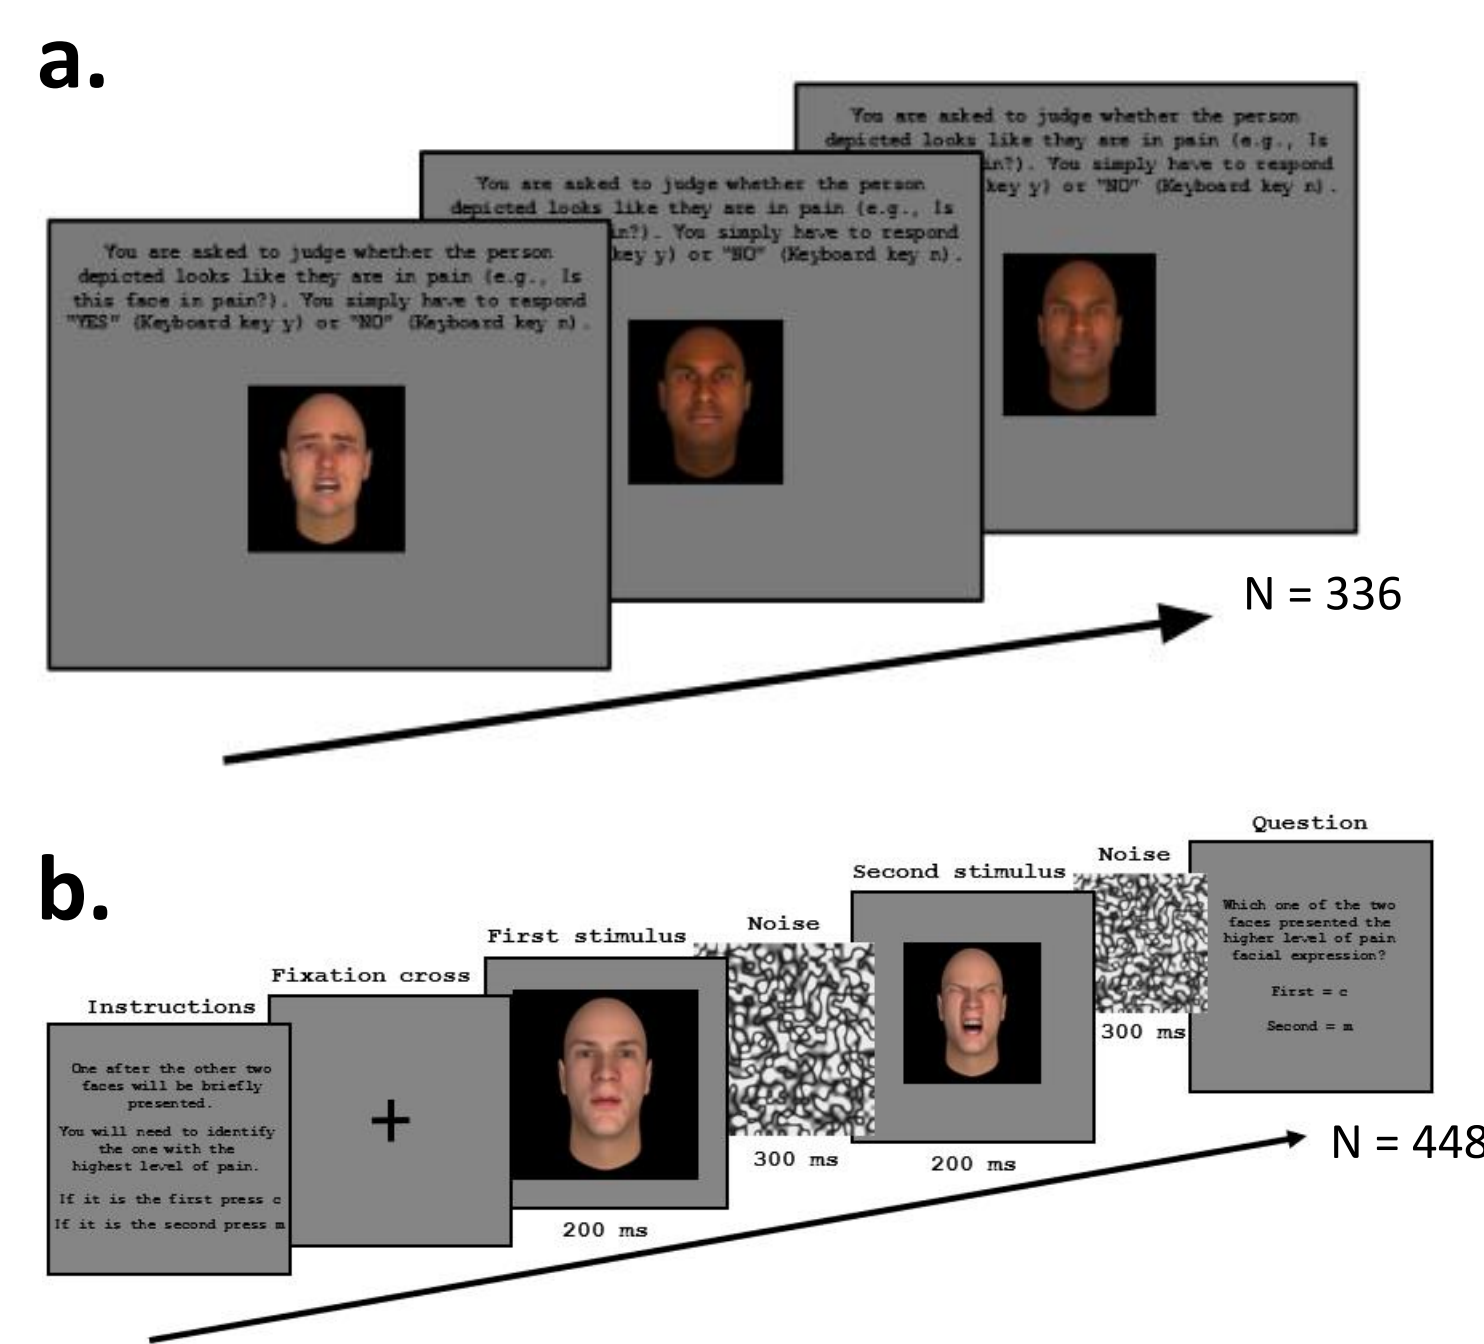 a.
You are asked to judge whether the person
depicted looks like they are in pain (e.g., Is
this face in pain?). You simply have to respond
"YES" (Keyboard key y) or "NO" (Keyboard key n).
You are asked to judge whether the person
depicted looks like they are in pain (e.g., Is
in?). You simply have to respond
key y) or "NO" (Keyboard key n).
You are asked to judge whether the person
depicted looks like they are in pain (e.g., Is
in?). You simply have to respond
key y) or "NO" (Keyboard key n).
N = 336
b.
Instructions
One after the other two
faces will be briefly
presented.
You will need to identify
the one with the
highest level of pain.
If it is the first press c
If it is the second press m
Fixation cross
+
First stimulus
200 ms
Noise
300 ms
Second stimulus
200 ms
Noise
300 ms
Question
Which one of the two
faces presented the
higher level of pain
facial expression?
First = c
Second = m
N = 448